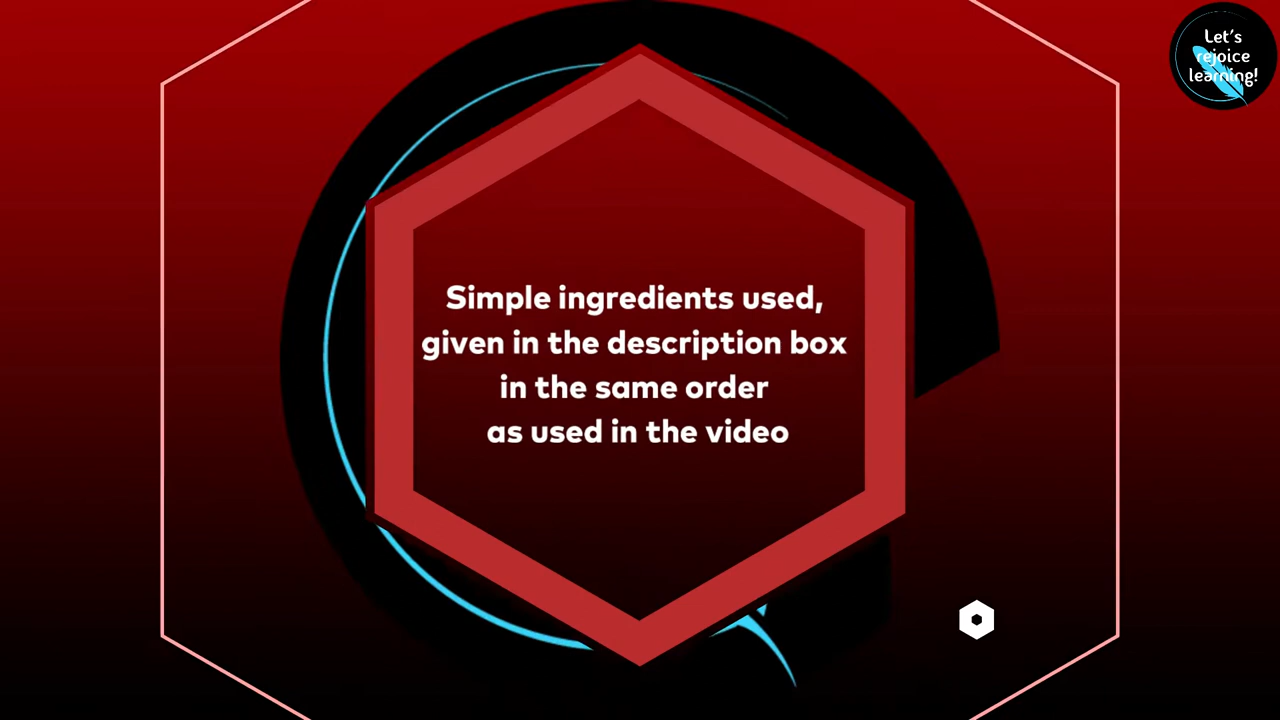 Let's
rejoice
learning!
Simple ingredients used,
given in the description box
in the same order
as used in the video